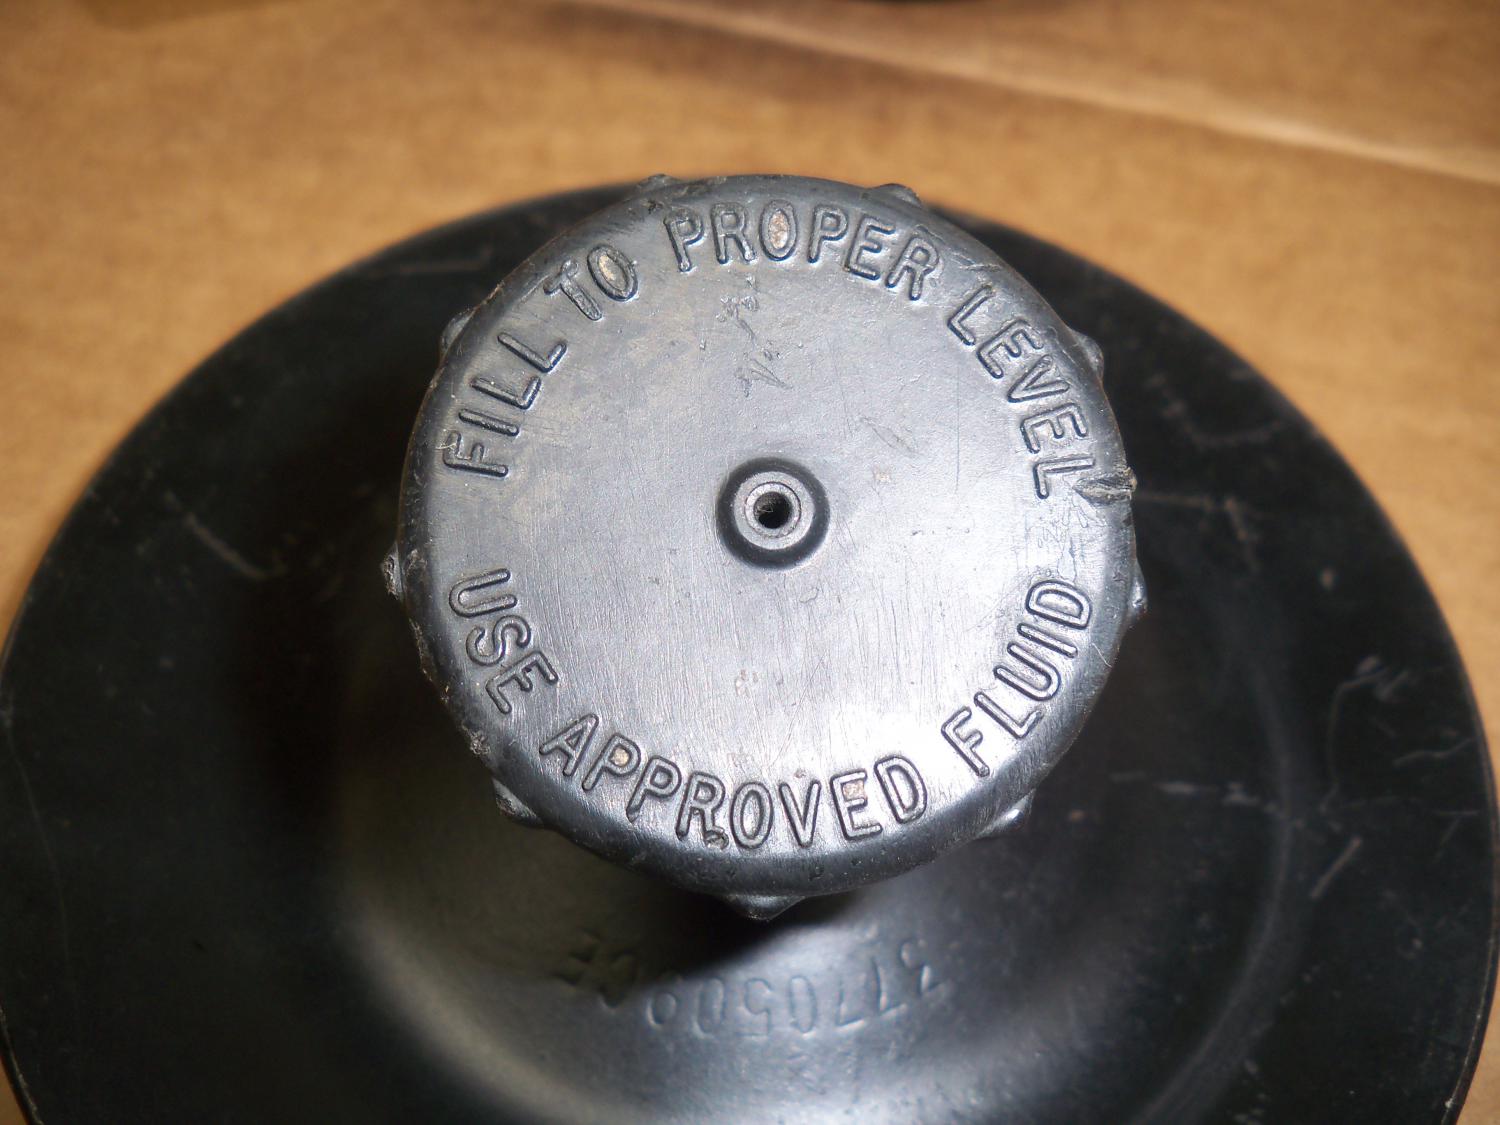 FILL TO PROPER LEVEL
USE APPROVED FLUID